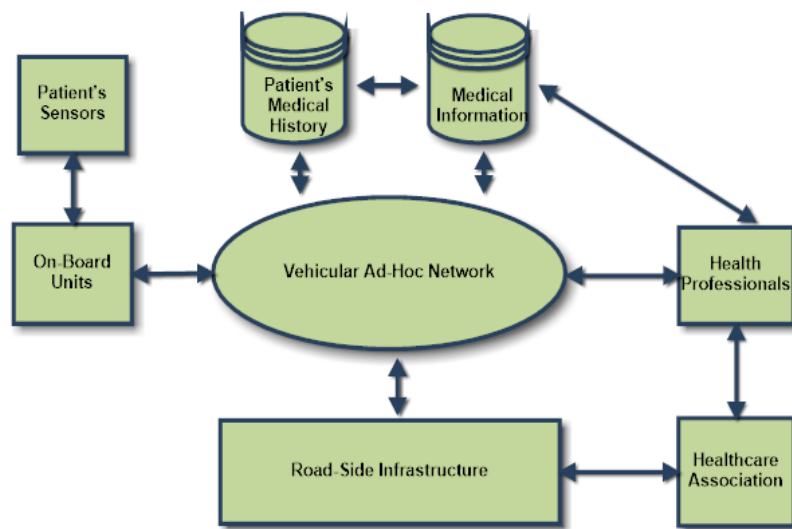 Patient's
Sensors
Patient's
Medical
History
Medical
Information
On-Board
Units
Vehicular Ad-Hoc Network
Health
Professionals
Road-Side Infrastructure
Healthcare
Association